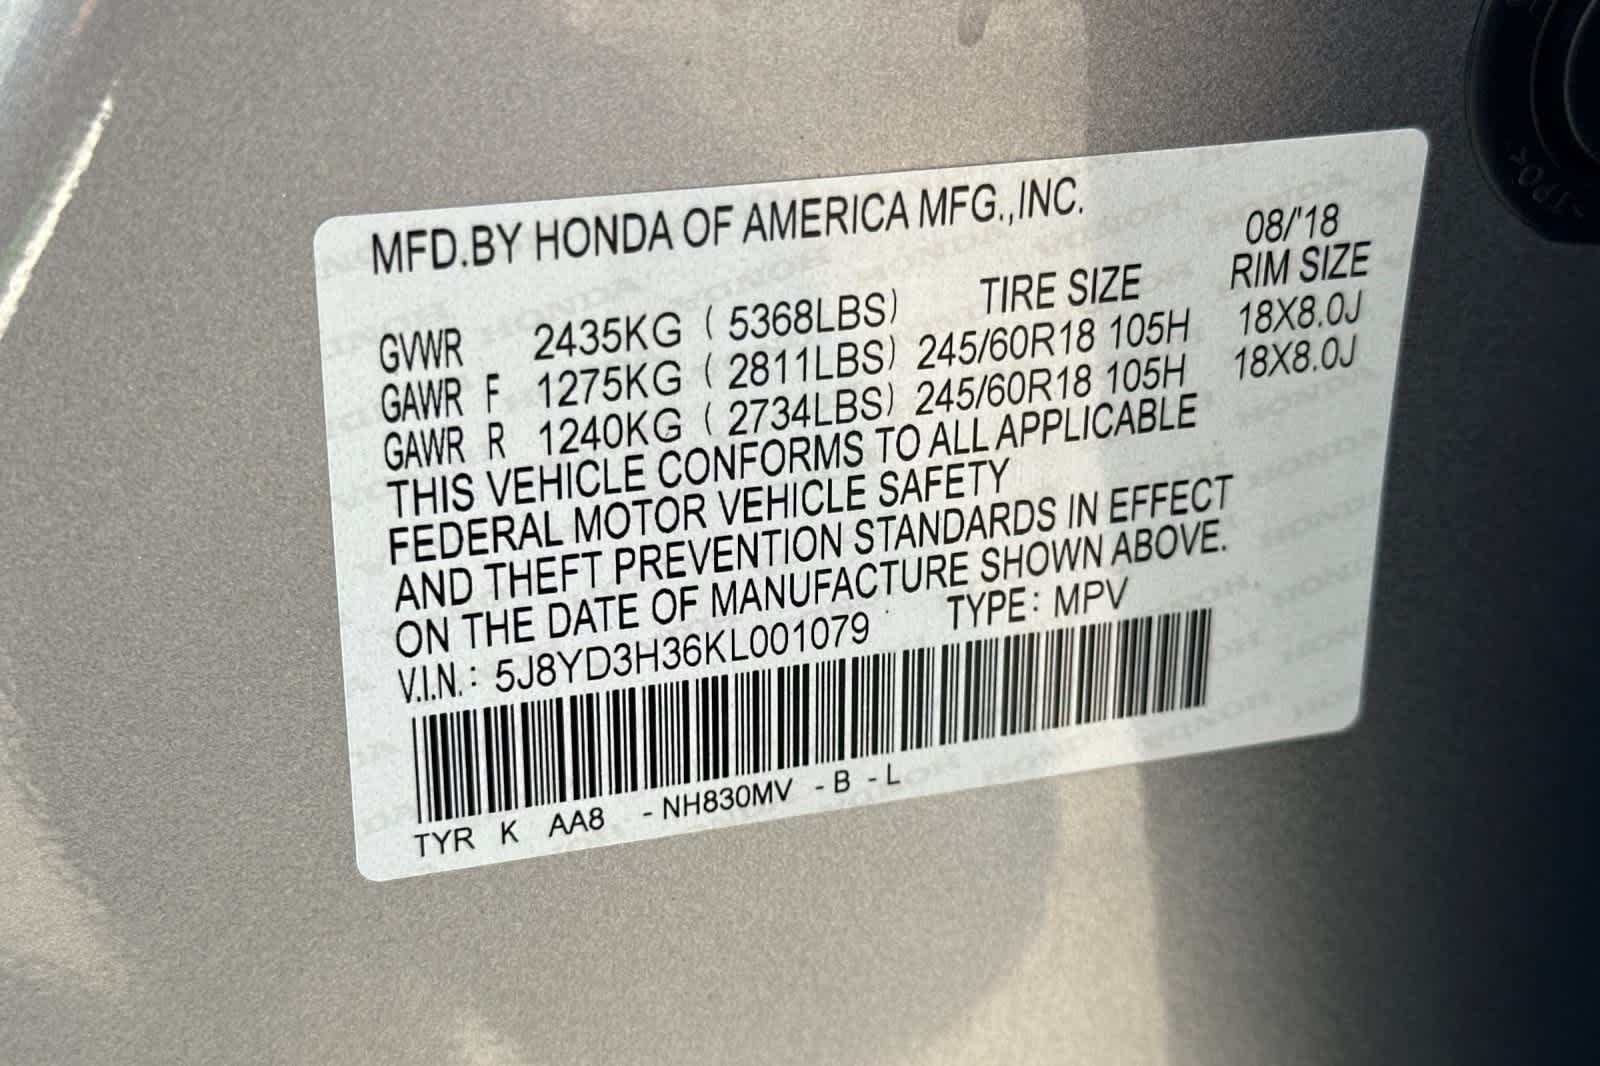 MFD.BY HONDA OF AMERICA MFG.,INC.
08/'18
TIRE SIZE RIM SIZE
GVWR 2435KG ( 5368LBS)
GAWR F 1275KG ( 2811LBS) 245/60R18 105H 18X8.0J
GAWR R 1240KG ( 2734LBS) 245/60R18 105H 18X8.0J
THIS VEHICLE CONFORMS TO ALL APPLICABLE
FEDERAL MOTOR VEHICLE SAFETY
AND THEFT PREVENTION STANDARDS IN EFFECT
ON THE DATE OF MANUFACTURE SHOWN ABOVE.
V.I.N.: 5J8YD3H36KL001079 TYPE: MPV
TYR K AA8 -NH830MV -B -L